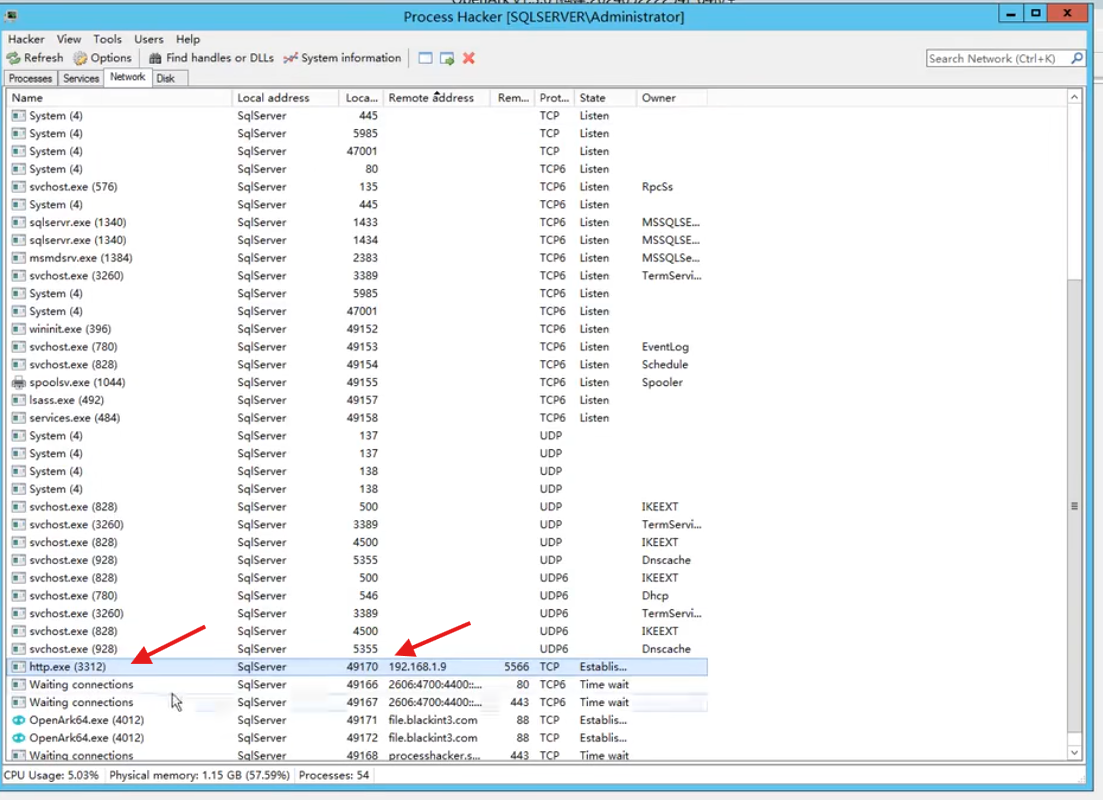 Process Hacker [SQLSERVER\Administrator]
Hacker View Tools Users Help
Refresh Options Find handles or DLLs System information Search Network (Ctrl+K)
Processes Services Network Disk
Name Local address Loca... Remote address Rem... Prot... State Owner
System (4) SqlServer 445 TCP Listen
System (4) SqlServer 5985 TCP Listen
System (4) SqlServer 47001 TCP Listen
System (4) SqlServer 80 TCP6 Listen
svchost.exe (576) SqlServer 135 TCP6 Listen RpcSs
System (4) SqlServer 445 TCP6 Listen
sqlservr.exe (1340) SqlServer 1433 TCP6 Listen MSSQLSE...
sqlservr.exe (1340) SqlServer 1434 TCP6 Listen MSSQLSE...
msmdsrv.exe (1384) SqlServer 2383 TCP6 Listen MSSQLSe...
svchost.exe (3260) SqlServer 3389 TCP6 Listen TermServi...
System (4) SqlServer 5985 TCP6 Listen
System (4) SqlServer 47001 TCP6 Listen
wininit.exe (396) SqlServer 49152 TCP6 Listen
svchost.exe (780) SqlServer 49153 TCP6 Listen EventLog
svchost.exe (828) SqlServer 49154 TCP6 Listen Schedule
spoolsv.exe (1044) SqlServer 49155 TCP6 Listen Spooler
lsass.exe (492) SqlServer 49157 TCP6 Listen
services.exe (484) SqlServer 49158 TCP6 Listen
System (4) SqlServer 137 UDP
System (4) SqlServer 137 UDP
System (4) SqlServer 138 UDP
System (4) SqlServer 138 UDP
svchost.exe (828) SqlServer 500 UDP IKEEXT
svchost.exe (3260) SqlServer 3389 UDP TermServi...
svchost.exe (828) SqlServer 4500 UDP IKEEXT
svchost.exe (928) SqlServer 5355 UDP Dnscache
svchost.exe (828) SqlServer 500 UDP6 IKEEXT
svchost.exe (780) SqlServer 546 UDP6 Dhcp
svchost.exe (3260) SqlServer 3389 UDP6 TermServi...
svchost.exe (828) SqlServer 4500 UDP6 IKEEXT
svchost.exe (928) SqlServer 5355 UDP6 Dnscache
http.exe (3312) SqlServer 49170 192.168.1.9 5566 TCP Establis...
Waiting connections SqlServer 49166 2606:4700:4400::... 80 TCP6 Time wait
Waiting connections SqlServer 49167 2606:4700:4400::... 443 TCP6 Time wait
OpenArk64.exe (4012) SqlServer 49171 file.blackint3.com 88 TCP Establis...
OpenArk64.exe (4012) SqlServer 49172 file.blackint3.com 88 TCP Establis...
Waiting connections SqlServer 49168 processhacker.s... 443 TCP Time wait
CPU Usage: 5.03% Physical memory: 1.15 GB (57.59%) Processes: 54